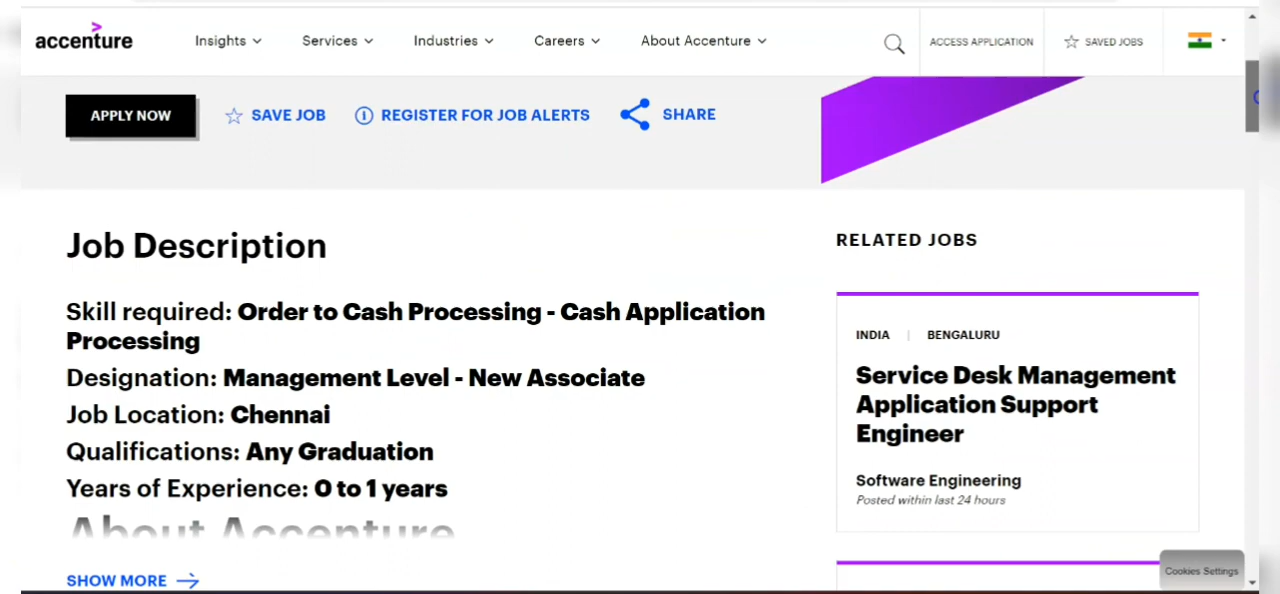 accenture
Insights
Services
Industries
Careers
About Accenture
ACCESS APPLICATION
SAVED JOBS
APPLY NOW
SAVE JOB
REGISTER FOR JOB ALERTS
SHARE
Job Description
Skill required: Order to Cash Processing - Cash Application
Processing
Designation: Management Level - New Associate
Job Location: Chennai
Qualifications: Any Graduation
Years of Experience: 0 to 1 years
About Accenture
SHOW MORE
RELATED JOBS
INDIA | BENGALURU
Service Desk Management
Application Support
Engineer
Software Engineering
Posted within last 24 hours
Cookies Settings